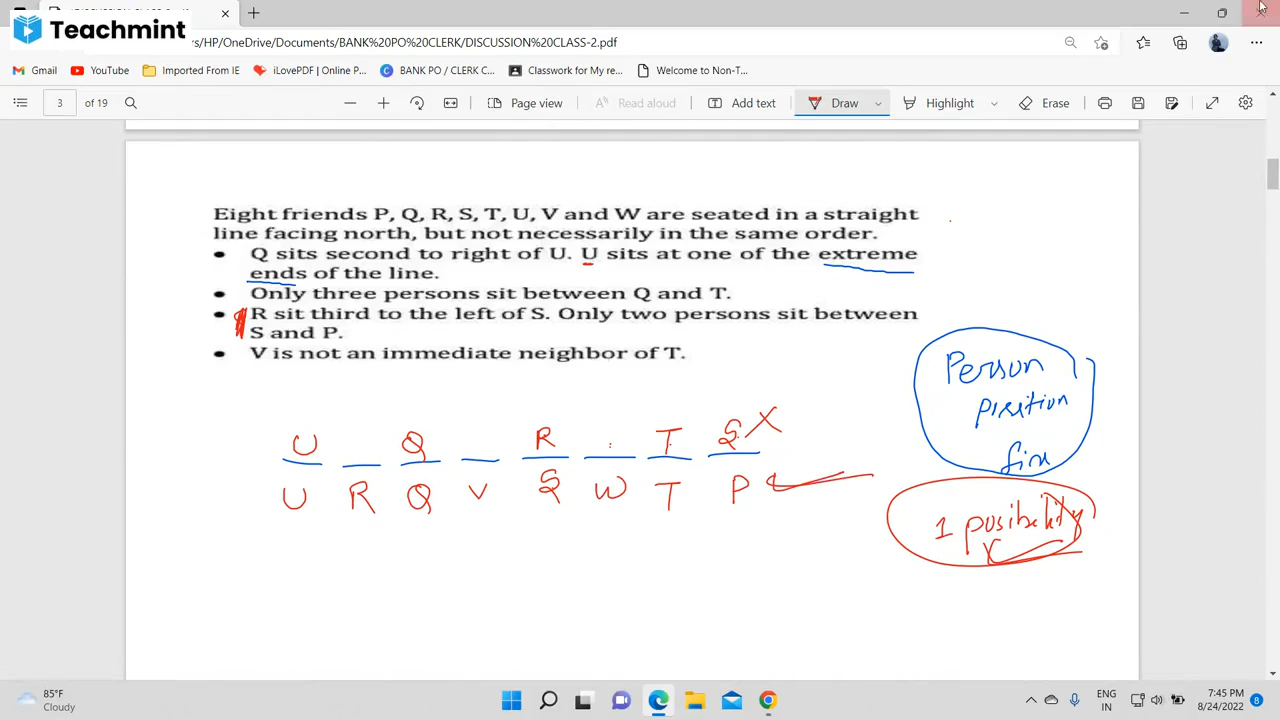 Teachmint
s/HP/OneDrive/Documents/BANK%20PO%20CLERK/DISCUSSION%20CLASS-2.pdf
Gmail YouTube Imported From IE iLovePDF | Online P... BANK PO / CLERK C... Classwork for My re... Welcome to Non-T...
3 of 19 Page view Read aloud Add text Draw Highlight Erase
Eight friends P, Q, R, S, T, U, V and W are seated in a straight
line facing north, but not necessarily in the same order.
• Q sits second to right of U. U sits at one of the extreme
ends of the line.
• Only three persons sit between Q and T.
• R sit third to the left of S. Only two persons sit between
S and P.
• V is not an immediate neighbor of T.
Person
position
fix
U Q R T S X
U R Q V S W T P
1 posibelity
85°F
Cloudy
ENG
IN
7:45 PM
8/24/2022
8